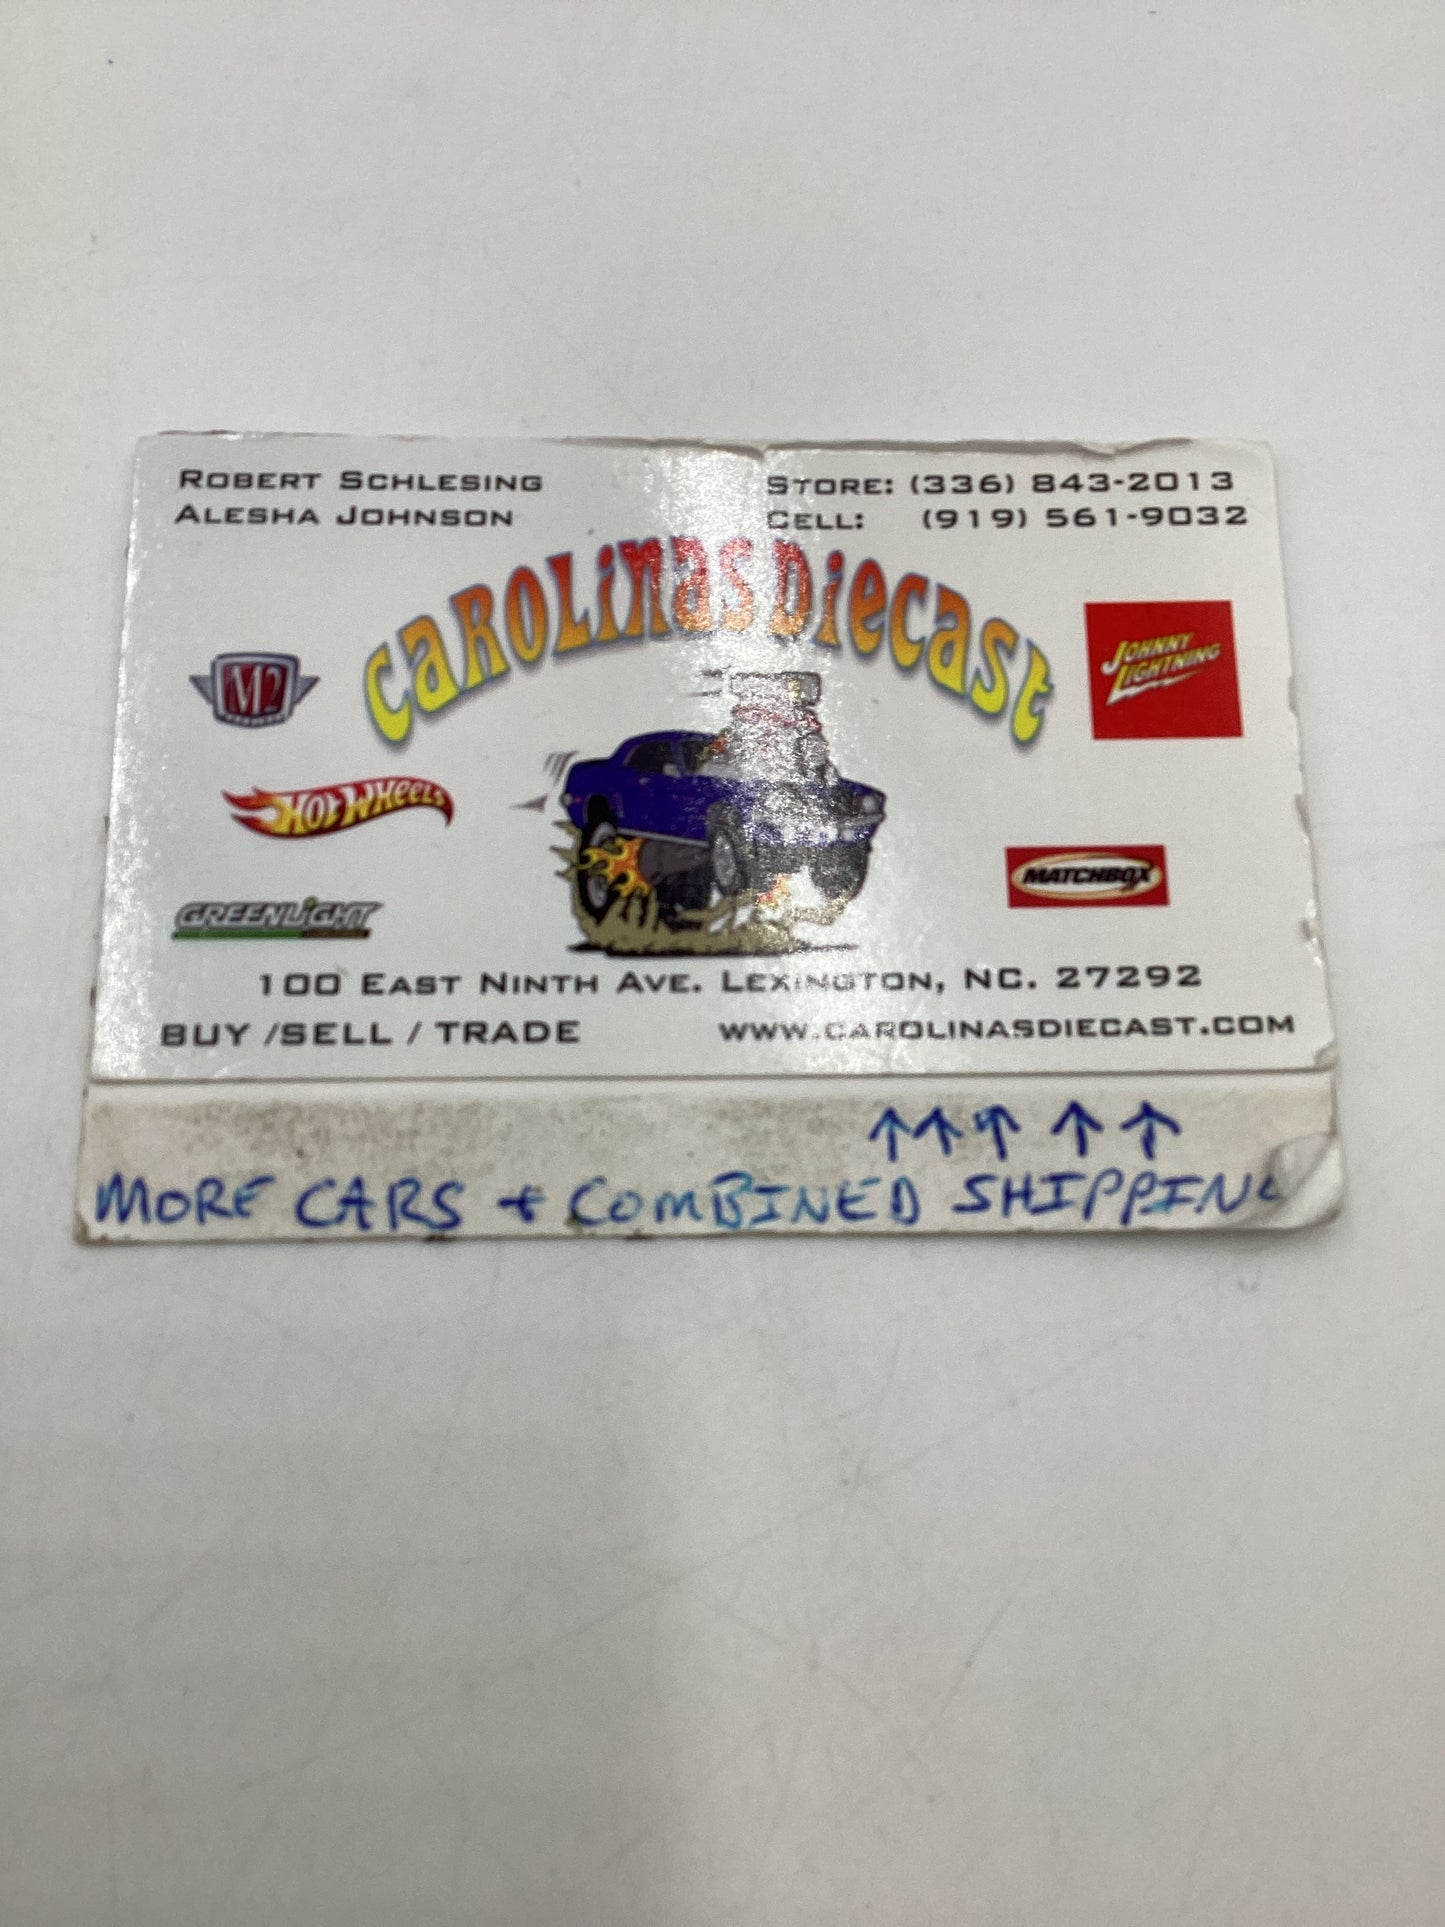 ROBERT SCHLESING
ALESHA JOHNSON
STORE: (336) 843-2013
CELL: (919) 561-9032
CAROLINAS DIECAST
M2
JOHNNY LIGHTNING
HOT WHEELS
MATCHBOX
GREENLIGHT
100 EAST NINTH AVE. LEXINGTON, NC. 27292
BUY /SELL / TRADE
WWW.CAROLINASDIECAST.COM
↑↑↑↑↑
MORE CARS + COMBINED SHIPPING